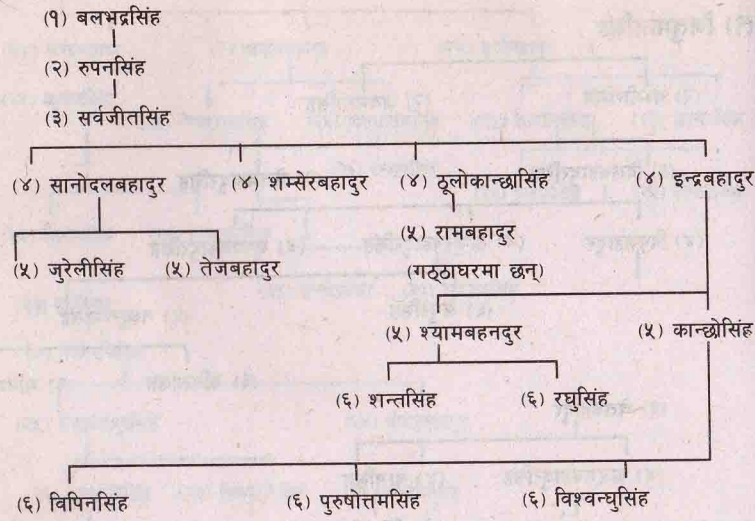 (१) बलभद्रसिंह
(२) रुपनसिंह
(३) सर्वजीतसिंह
(४) सानोदलबहादुर (४) शम्सेरबहादुर (४) ठूलोकान्छासिंह (४) इन्द्रबहादुर
(५) रामबहादुर
(५) जुरेलीसिंह (५) तेजबहादुर (गठ्ठाघरमा छन्)
(५) श्यामबहनदुर (५) कान्छोसिंह
(६) शन्तसिंह (६) रघुसिंह
(६) विपिनसिंह (६) पुरुषोत्तमसिंह (६) विश्वन्घुसिंह